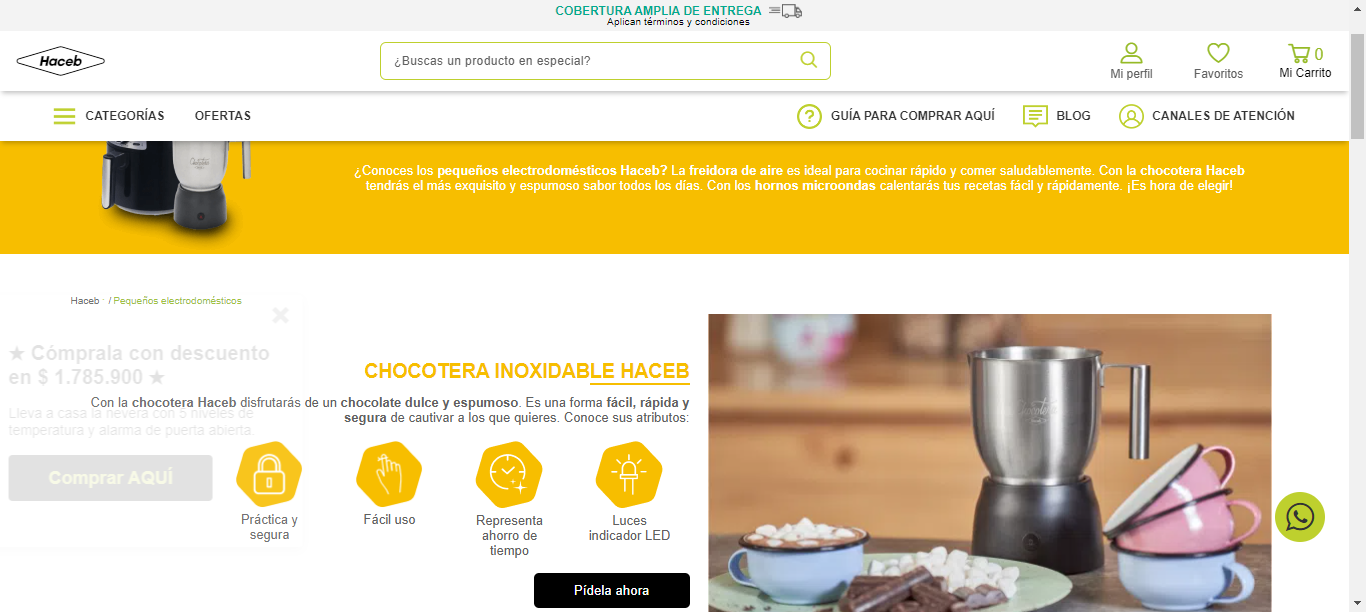 COBERTURA AMPLIA DE ENTREGA
Aplican términos y condiciones
Haceb
¿Buscas un producto en especial?
Mi perfil
Favoritos
0
Mi Carrito
CATEGORÍAS
OFERTAS
GUÍA PARA COMPRAR AQUÍ
BLOG
CANALES DE ATENCIÓN
¿Conoces los pequeños electrodomésticos Haceb? La freidora de aire es ideal para cocinar rápido y comer saludablemente. Con la chocotera Haceb
tendrás el más exquisito y espumoso sabor todos los días. Con los hornos microondas calentarás tus recetas fácil y rápidamente. ¡Es hora de elegir!
Haceb / Pequeños electrodomésticos
★ Cómprala con descuento
en $ 1.785.900 ★
Lleva a casa la nevera con 5 niveles de
temperatura y alarma de puerta abierta
Comprar AQUÍ
CHOCOTERA INOXIDABLE HACEB
Con la chocotera Haceb disfrutarás de un chocolate dulce y espumoso. Es una forma fácil, rápida y
segura de cautivar a los que quieres. Conoce sus atributos:
Práctica y
segura
Fácil uso
Representa
ahorro de
tiempo
Luces
indicador LED
Pídela ahora
Chocotera